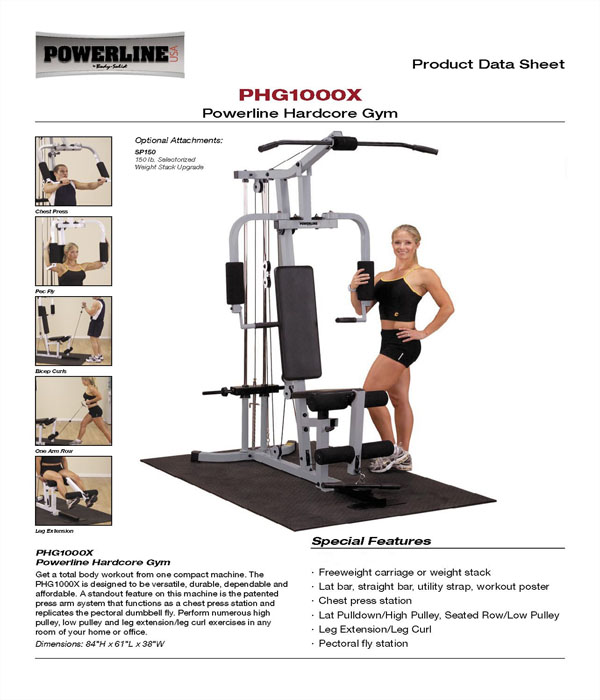 POWERLINE
USA
by Body-Solid
Product Data Sheet
PHG1000X
Powerline Hardcore Gym
Optional Attachments:
SP150
150 lb. Selectorized
Weight Stack Upgrade
POWERLINE
Chest Press
Pec Fly
Bicep Curls
One Arm Row
Leg Extension
PHG1000X
Powerline Hardcore Gym
Get a total body workout from one compact machine. The
PHG1000X is designed to be versatile, durable, dependable and
affordable. A standout feature on this machine is the patented
press arm system that functions as a chest press station and
replicates the pectoral dumbbell fly. Perform numerous high
pulley, low pulley and leg extension/leg curl exercises in any
room of your home or office.
Dimensions: 84"H x 61"L x 38"W
Special Features
· Freeweight carriage or weight stack
· Lat bar, straight bar, utility strap, workout poster
· Chest press station
· Lat Pulldown/High Pulley, Seated Row/Low Pulley
· Leg Extension/Leg Curl
· Pectoral fly station